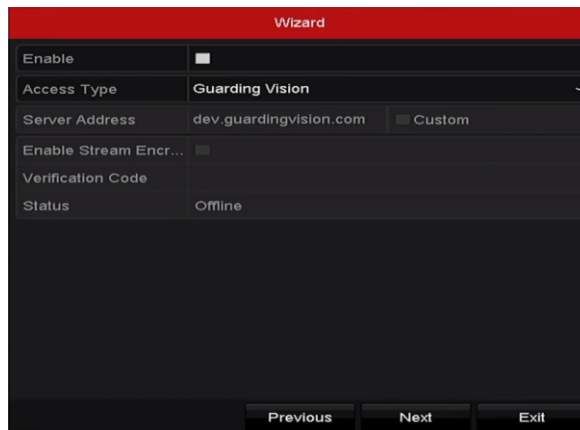 Wizard
Enable
Access Type Guarding Vision
Server Address dev.guardingvision.com Custom
Enable Stream Encr...
Verification Code
Status Offline
Previous Next Exit